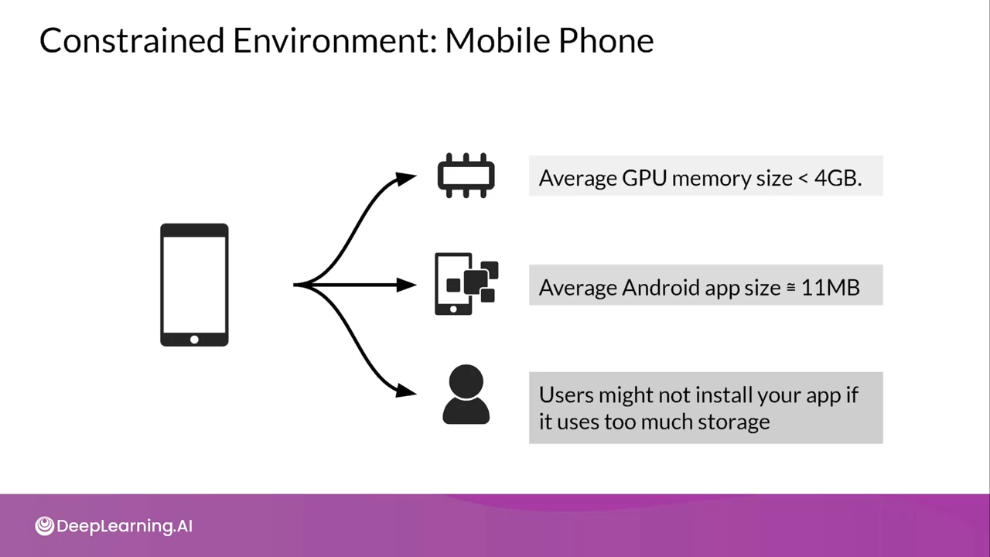 Constrained Environment: Mobile Phone
Average GPU memory size < 4GB.
Average Android app size ≅ 11MB
Users might not install your app if
it uses too much storage
DeepLearning.AI